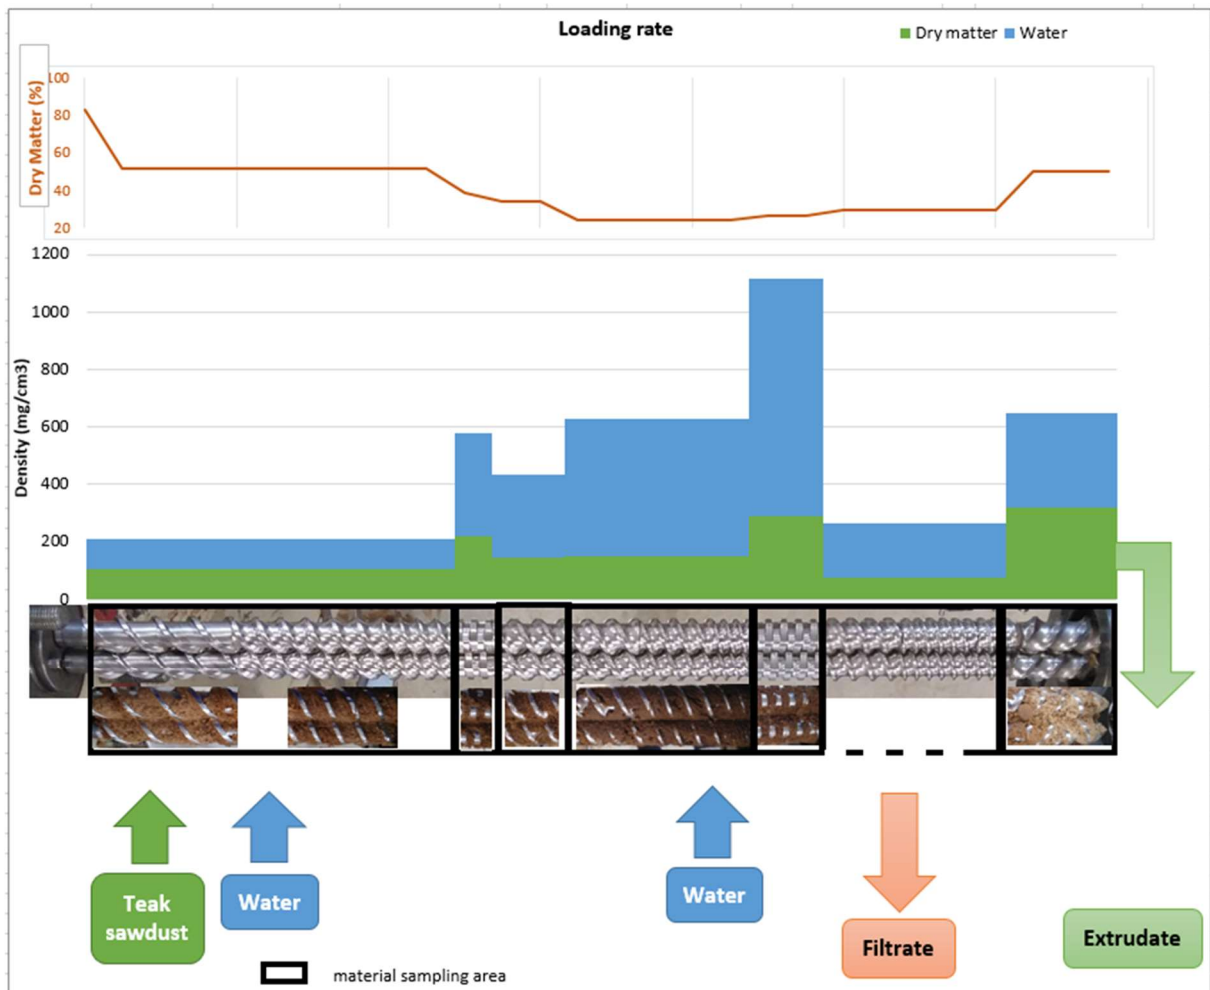 Loading rate
Dry matter
Water
Dry Matter (%)
100
80
60
40
20
Density (mg/cm3)
1200
1000
800
600
400
200
0
Teak
sawdust
Water
Water
Filtrate
Extrudate
material sampling area